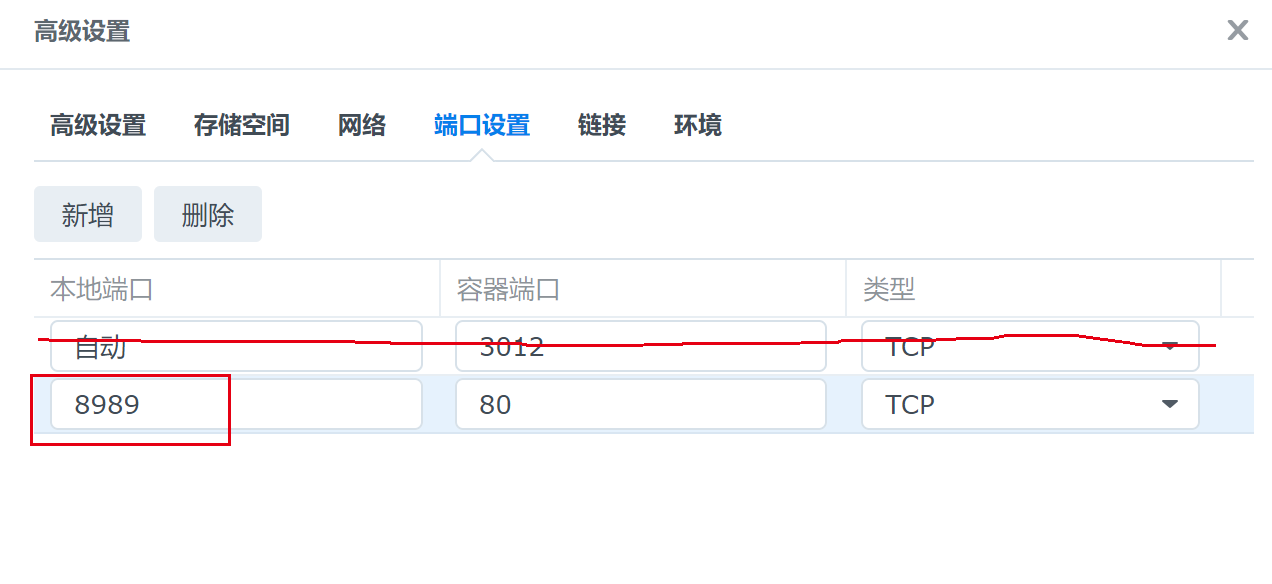 高级设置
高级设置 存储空间 网络 端口设置 链接 环境
新增 删除
本地端口 容器端口 类型
自动 3012 TCP
8989 80 TCP